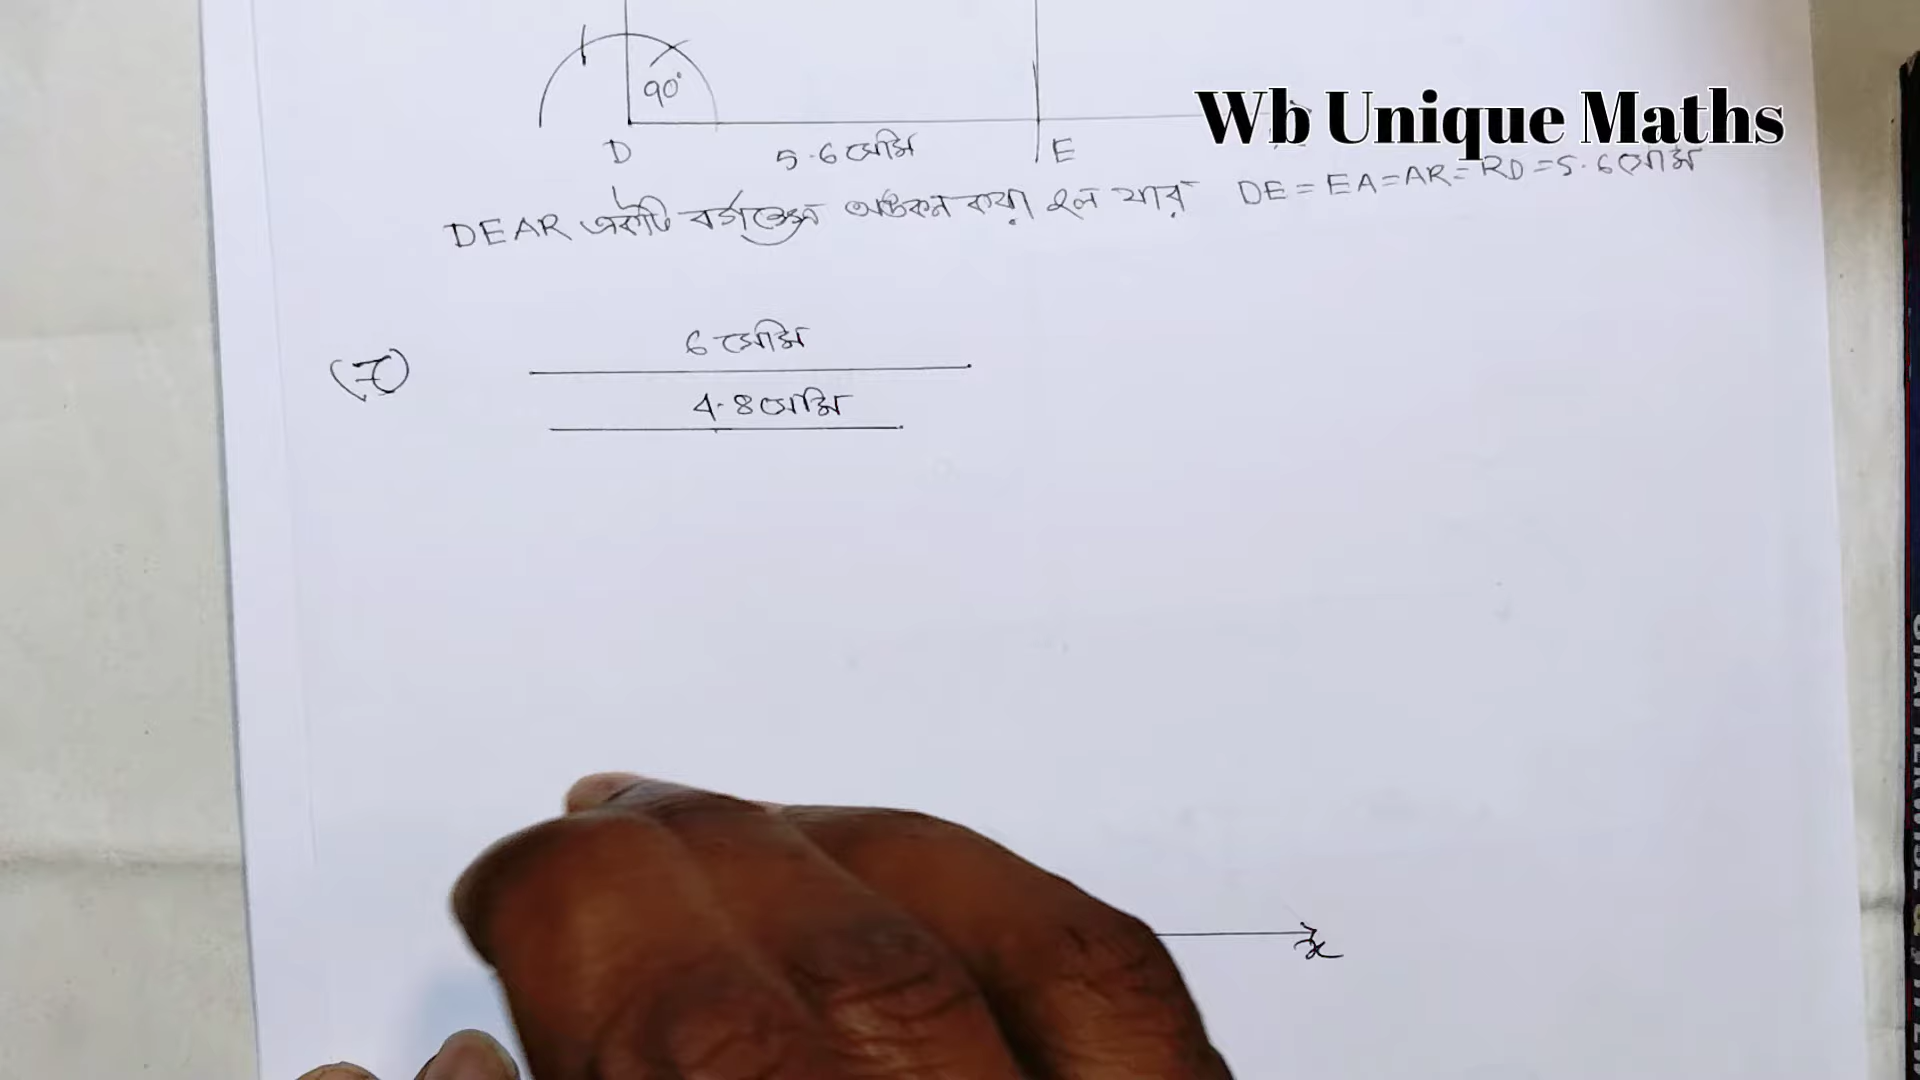 90°
Wb Unique Maths
D
5.6 সেমি
E
DEAR একটি বর্গক্ষেত্র অঙ্কন করা হল যার DE = EA = AR = RD = 5.6 সেমি
(7)
6 সেমি
4.8 সেমি
x